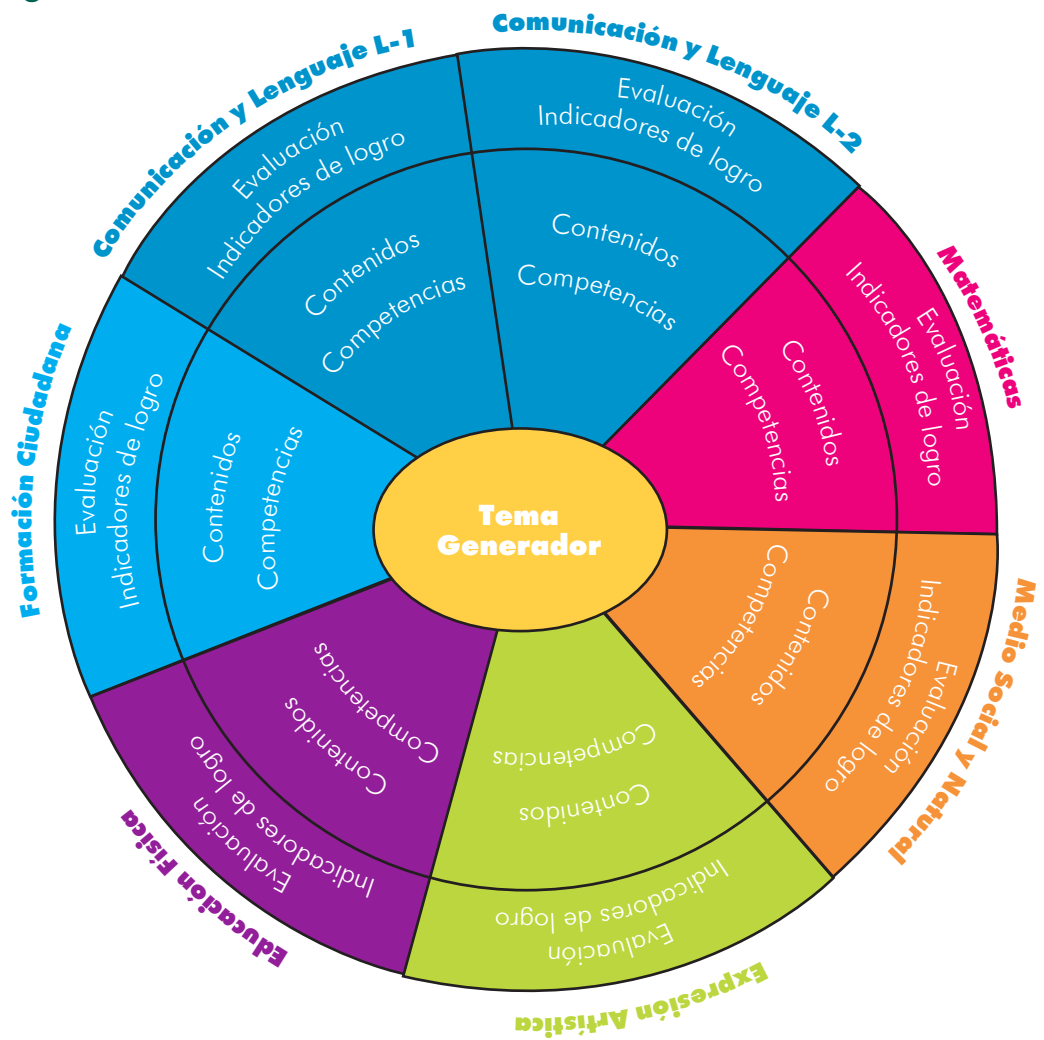 Comunicación y Lenguaje L-1
Evaluación
Indicadores de logro
Contenidos
Competencias
Comunicación y Lenguaje L-2
Evaluación
Indicadores de logro
Contenidos
Competencias
Matemáticas
Evaluación
Indicadores de logro
Contenidos
Competencias
Medio Social y Natural
Evaluación
Indicadores de logro
Contenidos
Competencias
Expresión Artística
Evaluación
Indicadores de logro
Contenidos
Competencias
Educación Física
Evaluación
Indicadores de logro
Contenidos
Competencias
Formación Ciudadana
Evaluación
Indicadores de logro
Contenidos
Competencias
Tema
Generador